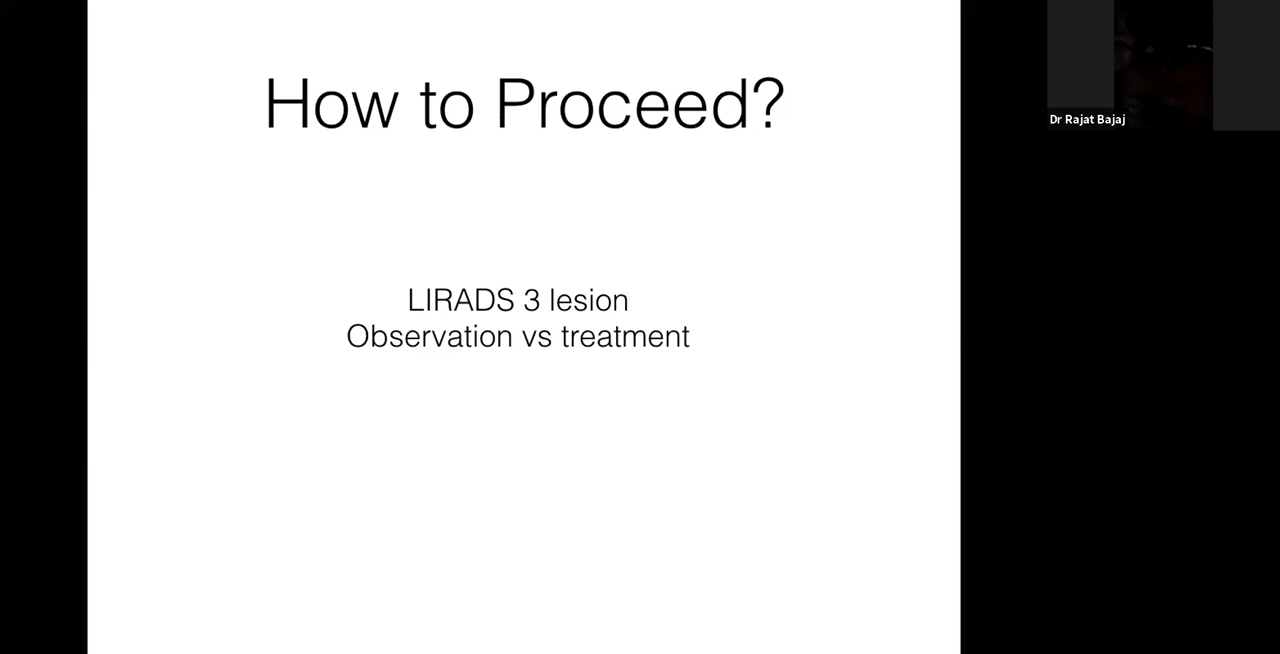 How to Proceed?
Dr Rajat Bajaj
LIRADS 3 lesion
Observation vs treatment